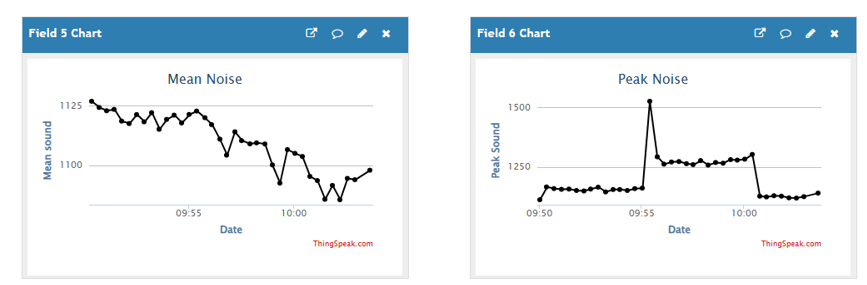 Field 5 Chart
Mean Noise
Mean sound
1125
1100
09:55
10:00
Date
ThingSpeak.com
Field 6 Chart
Peak Noise
Peak Sound
1500
1250
09:50
09:55
10:00
Date
ThingSpeak.com